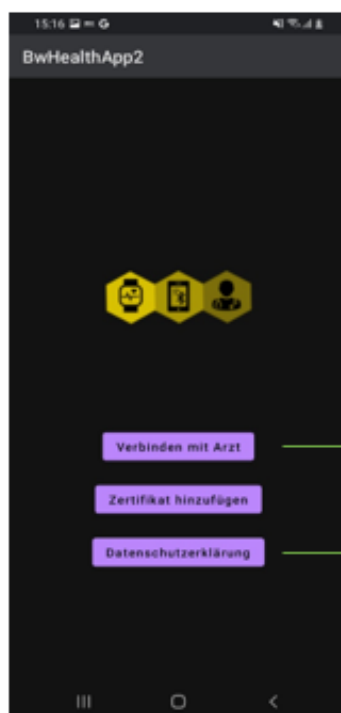 15:16
BwHealthApp2
Verbinden mit Arzt
Zertifikat hinzufügen
Datenschutzerklärung